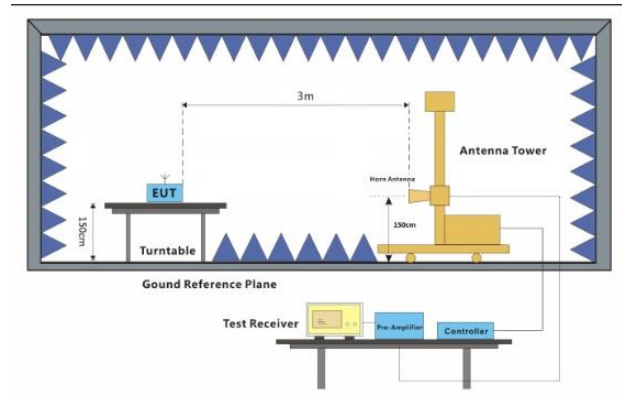 3m
Antenna Tower
Horn Antenna
EUT
150cm
150cm
Turntable
Gound Reference Plane
Test Receiver
Pre-Amplifier
Controller